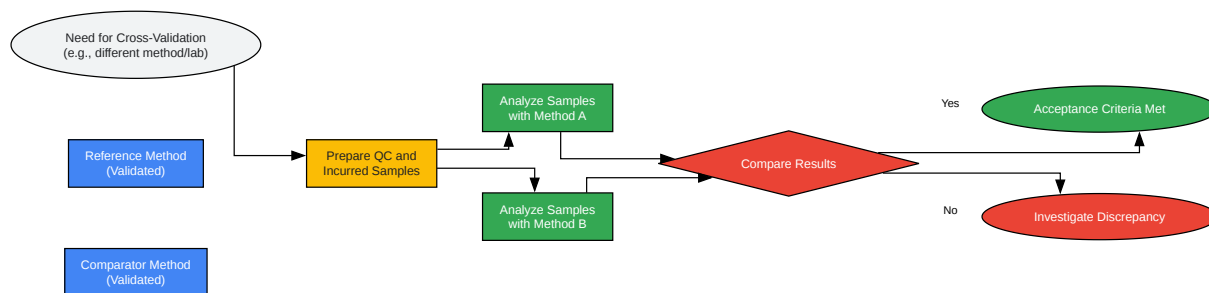 Need for Cross-Validation
(e.g., different method/lab)
Reference Method
(Validated)
Comparator Method
(Validated)
Prepare QC and
Incurred Samples
Analyze Samples
with Method A
Analyze Samples
with Method B
Compare Results
Yes
Acceptance Criteria Met
No
Investigate Discrepancy